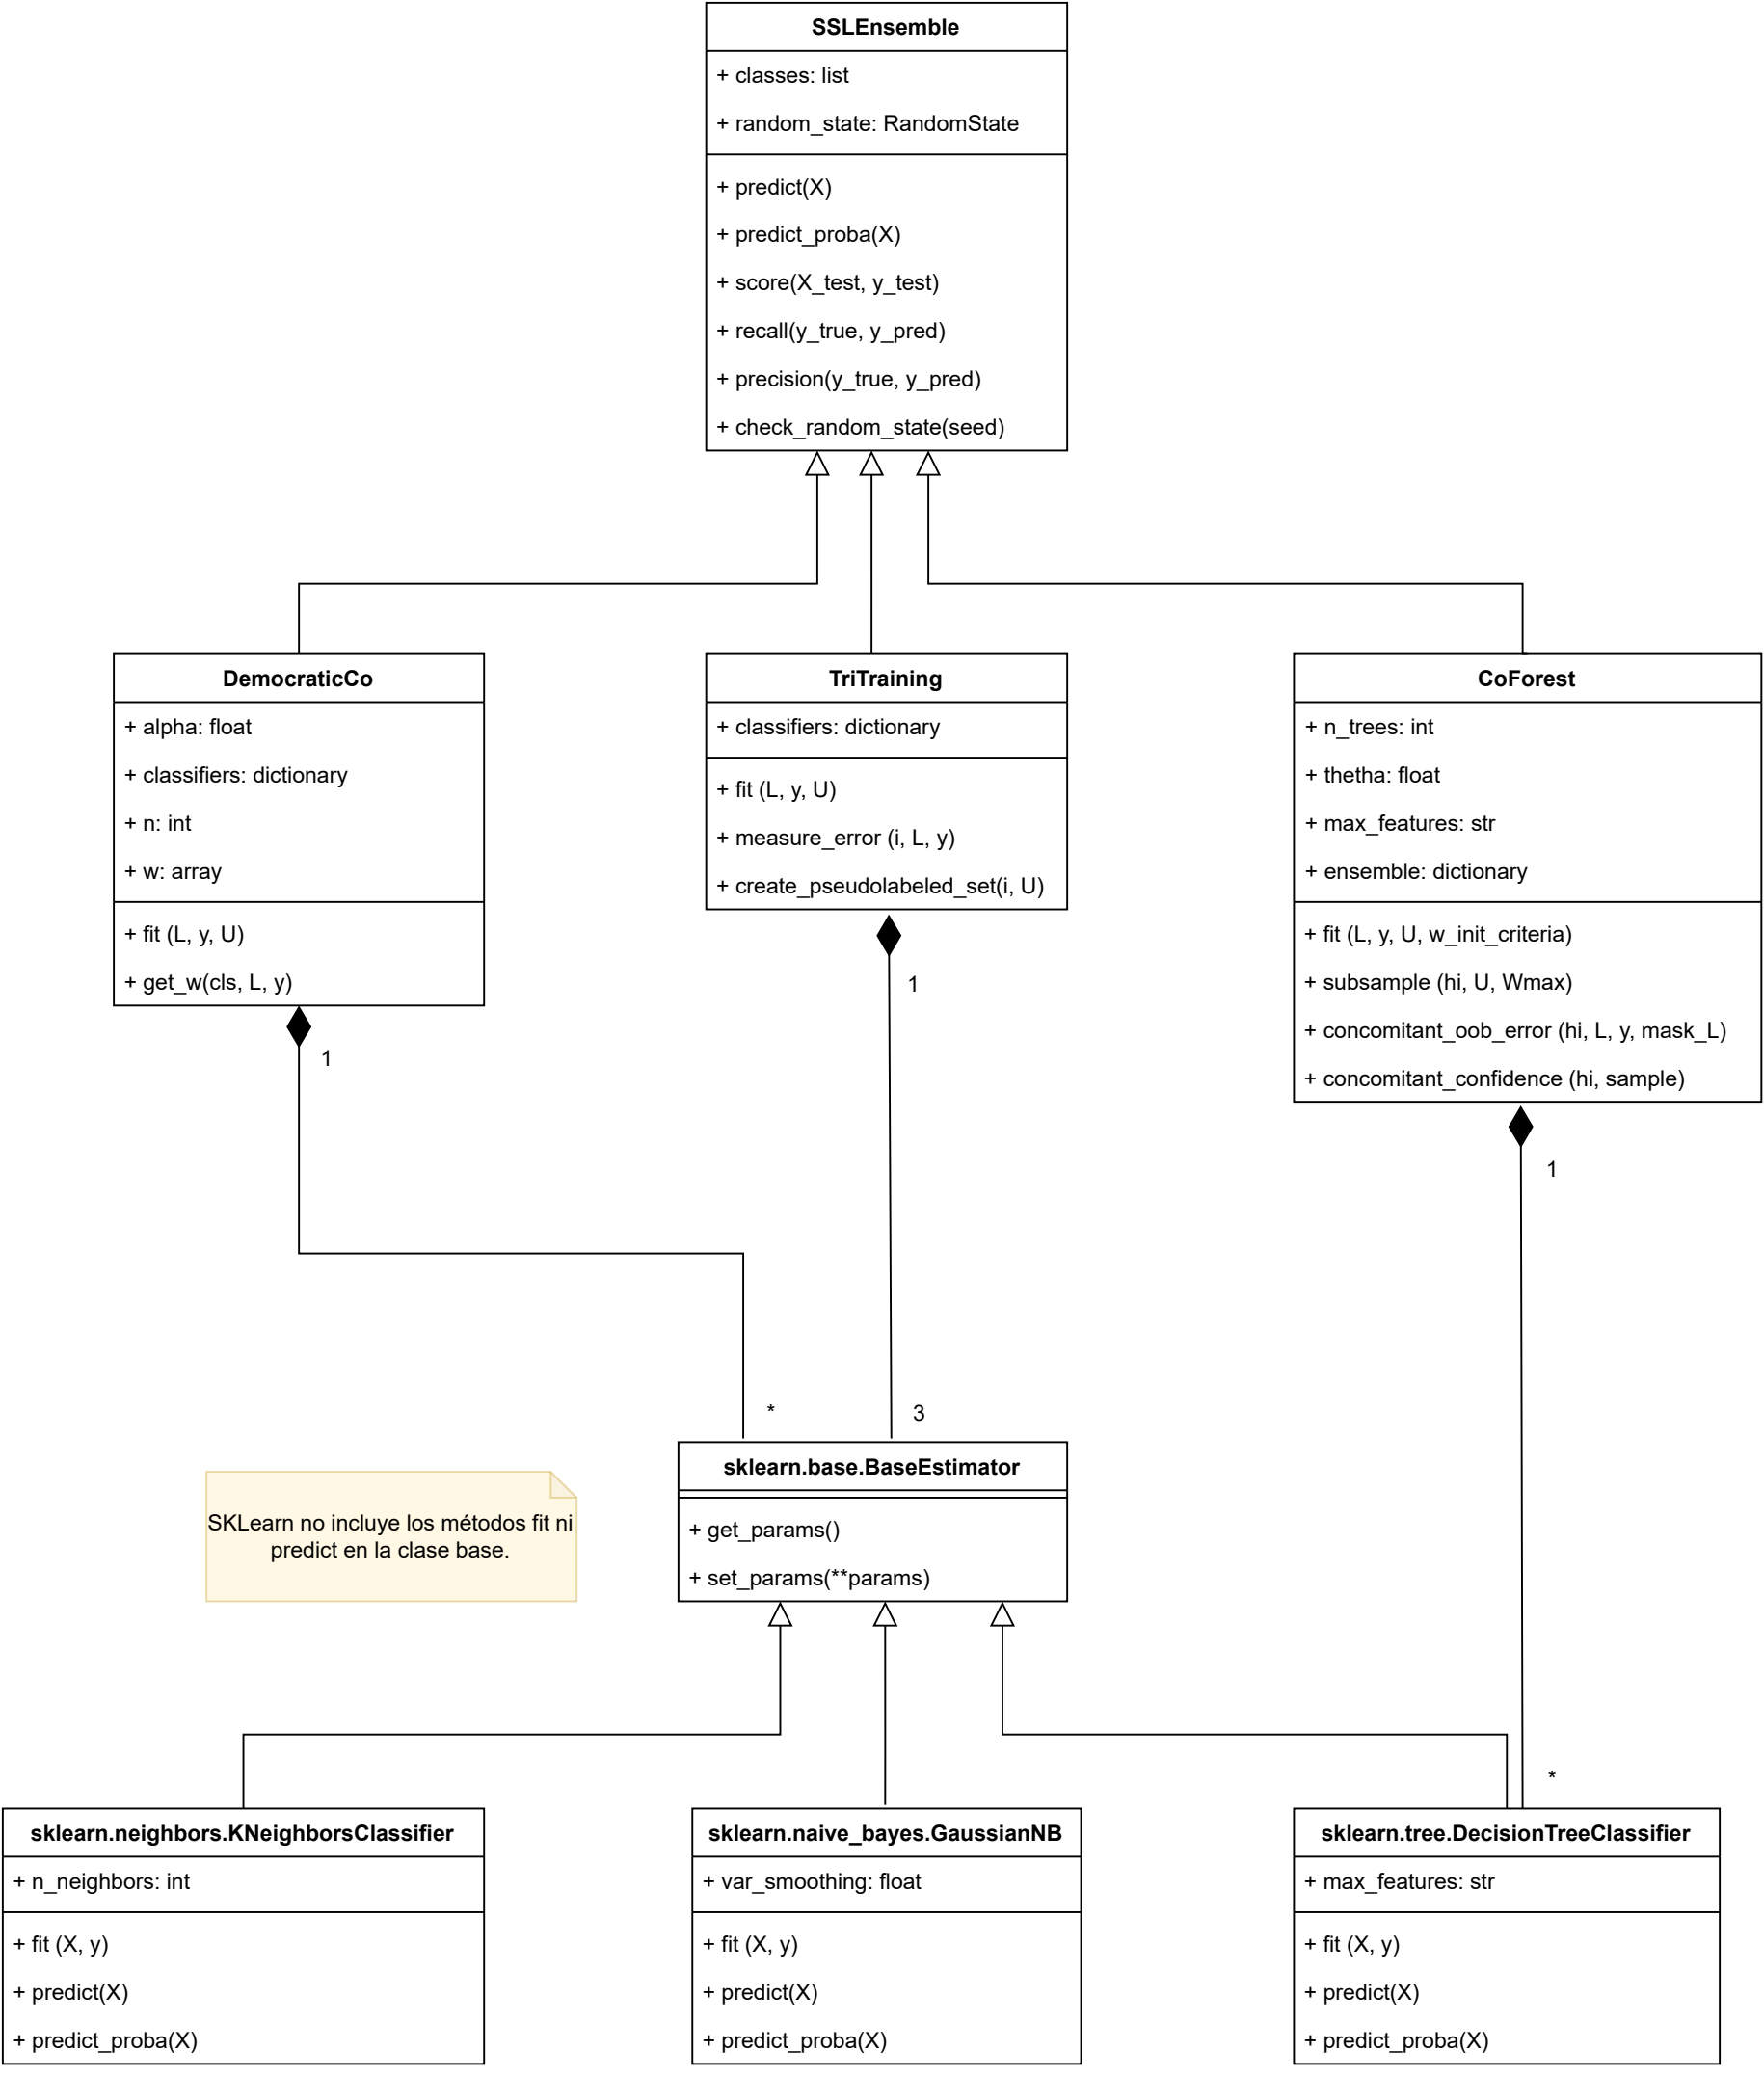 SSLEnsemble
+ classes: list
+ random_state: RandomState
+ predict(X)
+ predict_proba(X)
+ score(X_test, y_test)
+ recall(y_true, y_pred)
+ precision(y_true, y_pred)
+ check_random_state(seed)
DemocraticCo
+ alpha: float
+ classifiers: dictionary
+ n: int
+ w: array
+ fit (L, y, U)
+ get_w(cls, L, y)
1
TriTraining
+ classifiers: dictionary
+ fit (L, y, U)
+ measure_error (i, L, y)
+ create_pseudolabeled_set(i, U)
1
CoForest
+ n_trees: int
+ thetha: float
+ max_features: str
+ ensemble: dictionary
+ fit (L, y, U, w_init_criteria)
+ subsample (hi, U, Wmax)
+ concomitant_oob_error (hi, L, y, mask_L)
+ concomitant_confidence (hi, sample)
1
*
3
sklearn.base.BaseEstimator
+ get_params()
+ set_params(**params)
SKLearn no incluye los métodos fit ni
predict en la clase base.
*
sklearn.neighbors.KNeighborsClassifier
+ n_neighbors: int
+ fit (X, y)
+ predict(X)
+ predict_proba(X)
sklearn.naive_bayes.GaussianNB
+ var_smoothing: float
+ fit (X, y)
+ predict(X)
+ predict_proba(X)
sklearn.tree.DecisionTreeClassifier
+ max_features: str
+ fit (X, y)
+ predict(X)
+ predict_proba(X)